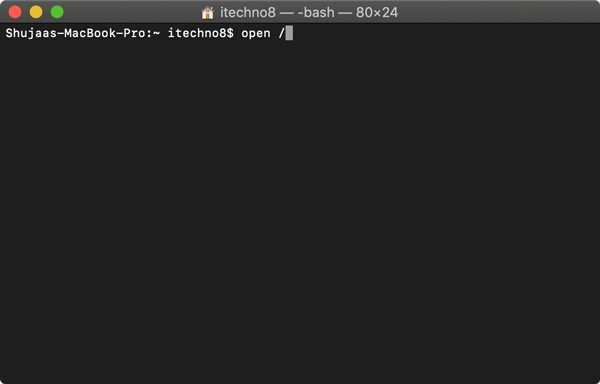 itechno8 — -bash — 80×24
Shujaas-MacBook-Pro:~ itechno8$ open /